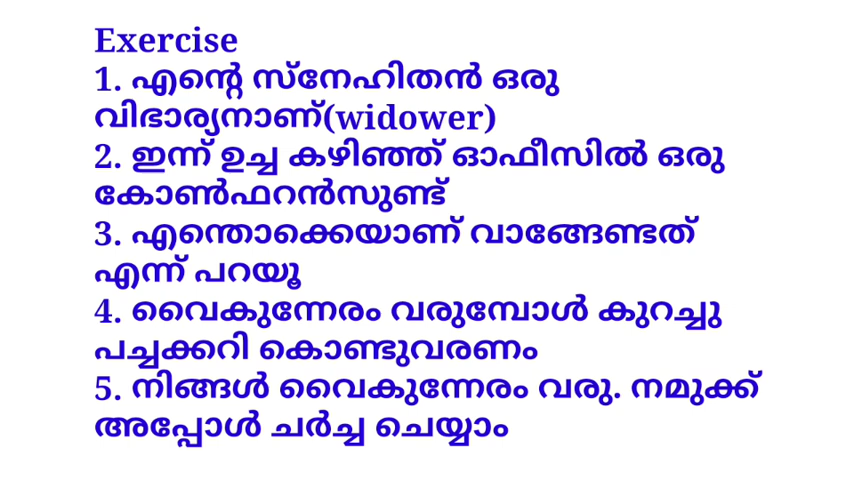 Exercise
1. എന്റെ സ്നേഹിതൻ ഒരു
വിഭാര്യനാണ്(widower)
2. ഇന്ന് ഉച്ച കഴിഞ്ഞ് ഓഫീസിൽ ഒരു
കോൺഫറൻസുണ്ട്
3. എന്തൊക്കെയാണ് വാങ്ങേണ്ടത്
എന്ന് പറയൂ
4. വൈകുന്നേരം വരുമ്പോൾ കുറച്ചു
പച്ചക്കറി കൊണ്ടുവരണം
5. നിങ്ങൾ വൈകുന്നേരം വരു. നമുക്ക്
അപ്പോൾ ചർച്ച ചെയ്യാം